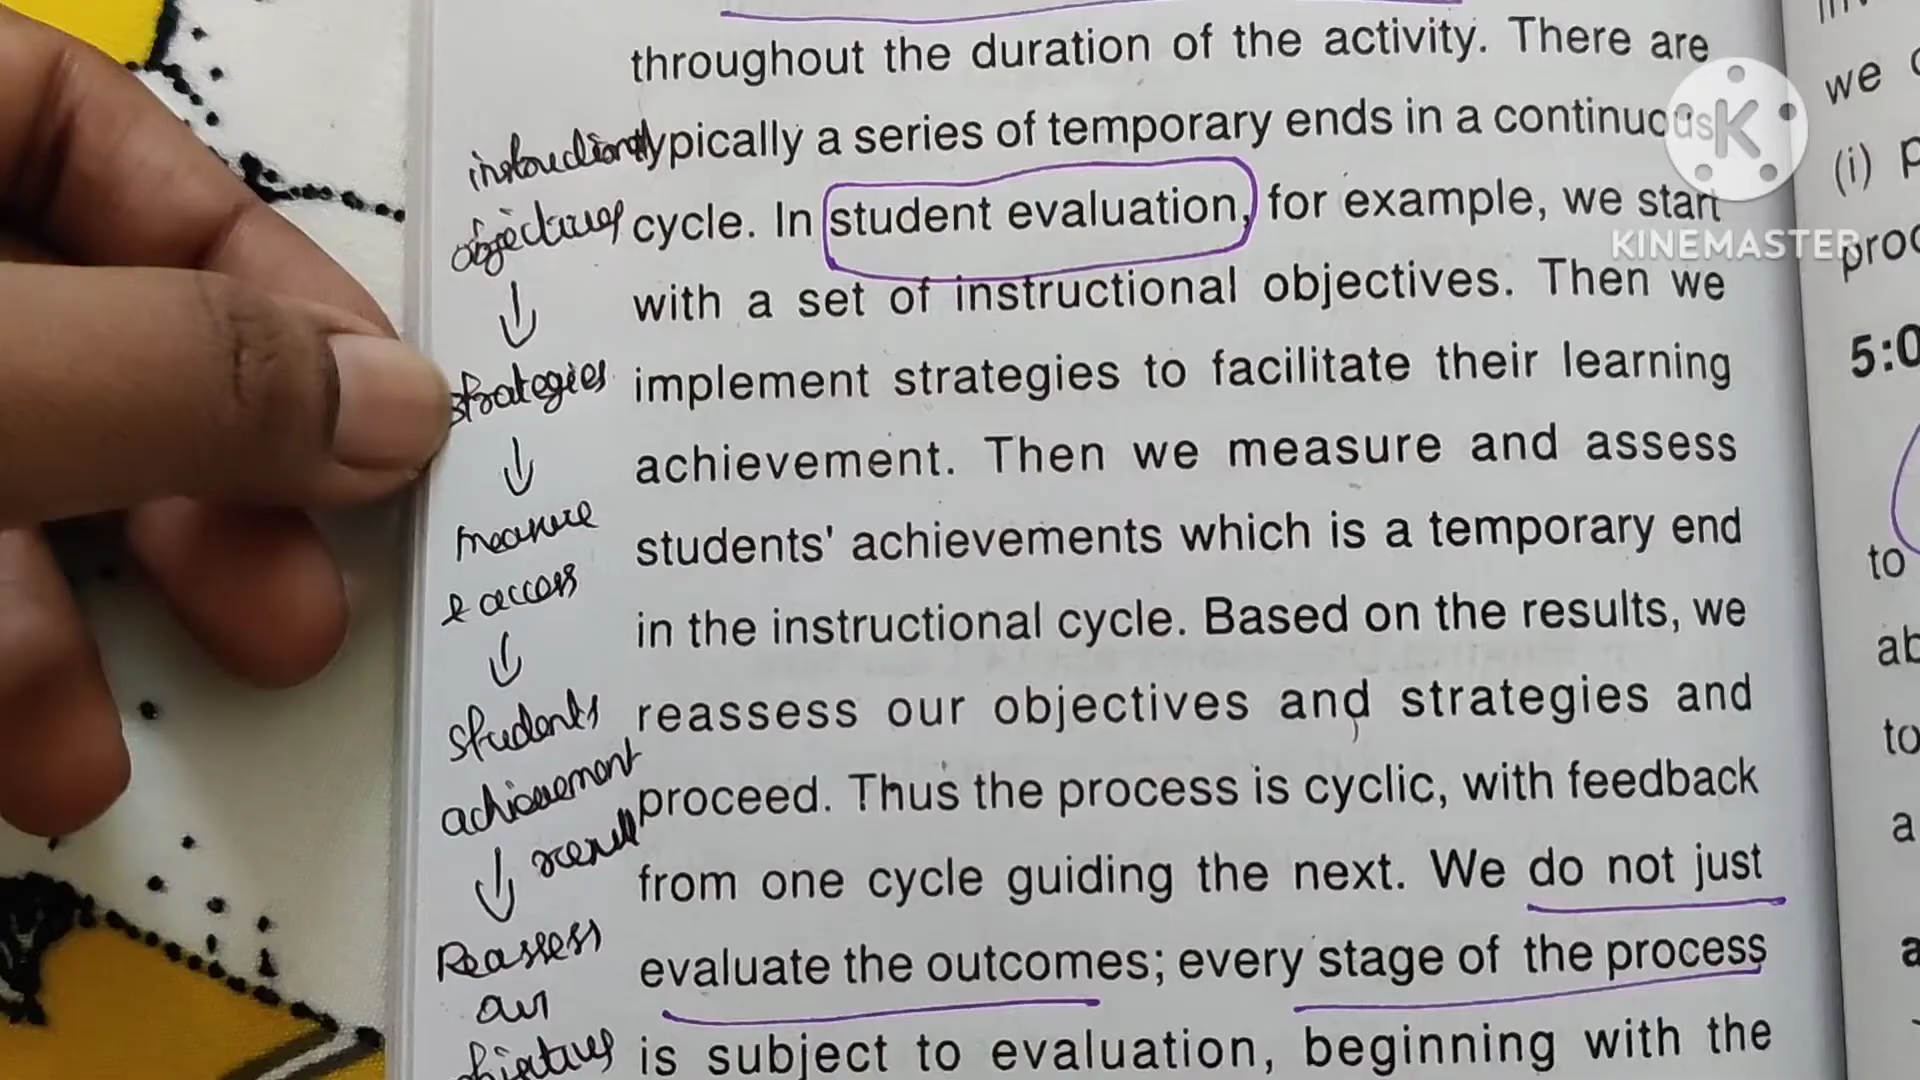 throughout the duration of the activity. There are
typically a series of temporary ends in a continuous
cycle. In student evaluation, for example, we start
with a set of instructional objectives. Then we
implement strategies to facilitate their learning
achievement. Then we measure and assess
students' achievements which is a temporary end
in the instructional cycle. Based on the results, we
reassess our objectives and strategies and
proceed. Thus the process is cyclic, with feedback
from one cycle guiding the next. We do not just
evaluate the outcomes; every stage of the process
is subject to evaluation, beginning with the
instructional
objectives
strategies
measure
& access
students
achievement
result
Reassess
our
objectives
K
KINEMASTER
we
(i)
5:0
to
to
a